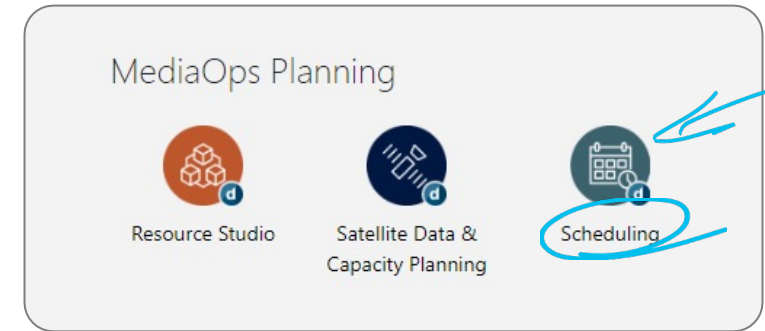 MediaOps Planning
d
d
d
Resource Studio
Satellite Data &
Capacity Planning
Scheduling